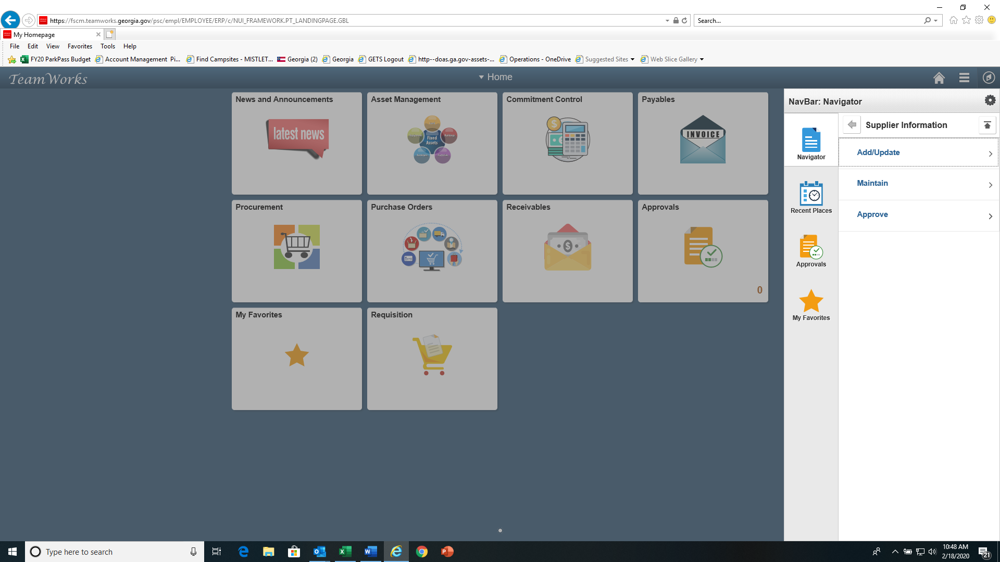 https://fscm.teamworks.georgia.gov/psc/empl/EMPLOYEE/ERP/c/NUI_FRAMEWORK.PT_LANDINGPAGE.GBL
Search...
My Homepage
File Edit View Favorites Tools Help
FY20 ParkPass Budget Account Management Pi... Find Campsites - MISTLET... Georgia (2) Georgia GETS Logout http--doas.ga.gov-assets-... Operations - OneDrive Suggested Sites Web Slice Gallery
TeamWorks
Home
News and Announcements
latest news
Asset Management
Fixed Assets
Commitment Control
Payables
INVOICE
Procurement
Purchase Orders
Receivables
Approvals
0
My Favorites
Requisition
NavBar: Navigator
Navigator
Recent Places
Approvals
My Favorites
Supplier Information
Add/Update
Maintain
Approve
Type here to search
10:48 AM
2/18/2020
21